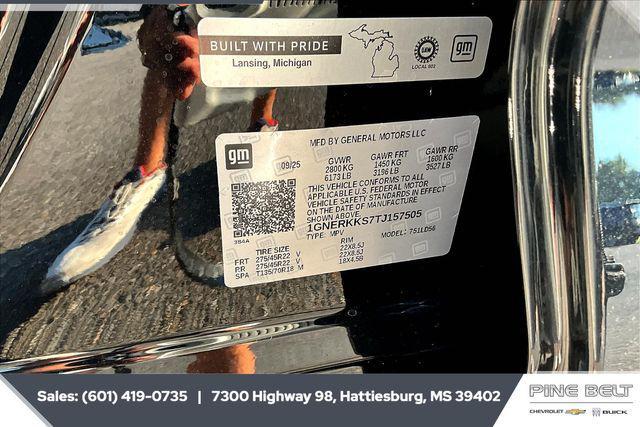 BUILT WITH PRIDE
Lansing, Michigan
LOCAL 602
gm
gm
MFD BY GENERAL MOTORS LLC
09/25
GVWR GAWR FRT GAWR RR
2800 KG 1450 KG 1600 KG
6173 LB 3196 LB 3527 LB
THIS VEHICLE CONFORMS TO ALL
APPLICABLE U.S. FEDERAL MOTOR
VEHICLE SAFETY STANDARDS IN EFFECT
ON THE DATE OF MANUFACTURE
SHOWN ABOVE.
1GNERKKS7TJ157505
TYPE: MPV MODEL: 751LD56
384A
TIRE SIZE RIM
FRT 275/45R22 V 22X8.5J
RR 275/45R22 V 22X8.5J
SPA T135/70R18 M 18X4.5B
Sales: (601) 419-0735 | 7300 Highway 98, Hattiesburg, MS 39402
PINE BELT
CHEVROLET BUICK